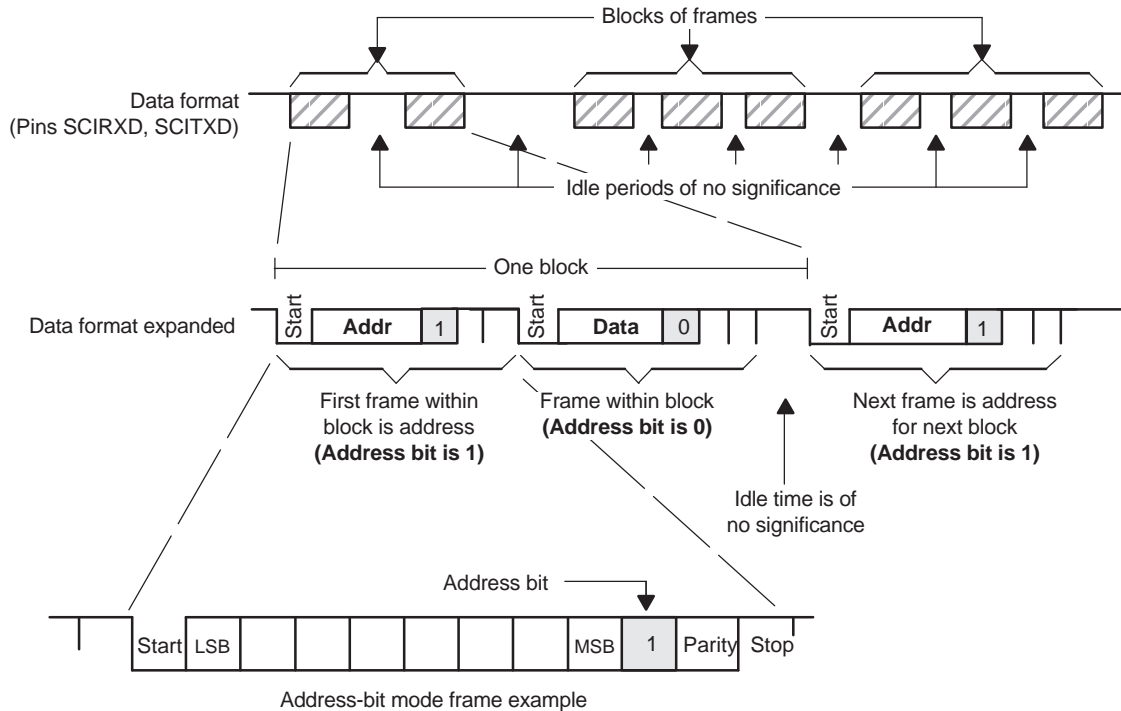 Blocks of frames
Data format
(Pins SCIRXD, SCITXD)
Idle periods of no significance
One block
Data format expanded
Start
Addr
1
Start
Data
0
Start
Addr
1
First frame within
block is address
(Address bit is 1)
Frame within block
(Address bit is 0)
Next frame is address
for next block
(Address bit is 1)
Idle time is of
no significance
Address bit
Start
LSB
MSB
1
Parity
Stop
Address-bit mode frame example